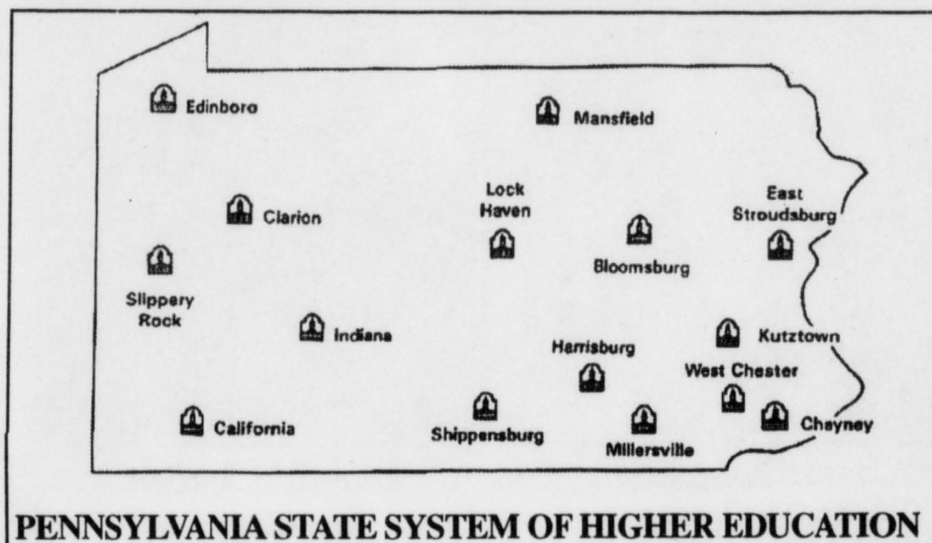 Edinboro
Mansfield
Lock
Haven
East
Stroudsburg
Clarion
Bloomsburg
Slippery
Rock
Indiana
Harrisburg
Kutztown
West Chester
California
Shippensburg
Millersville
Cheyney
PENNSYLVANIA STATE SYSTEM OF HIGHER EDUCATION